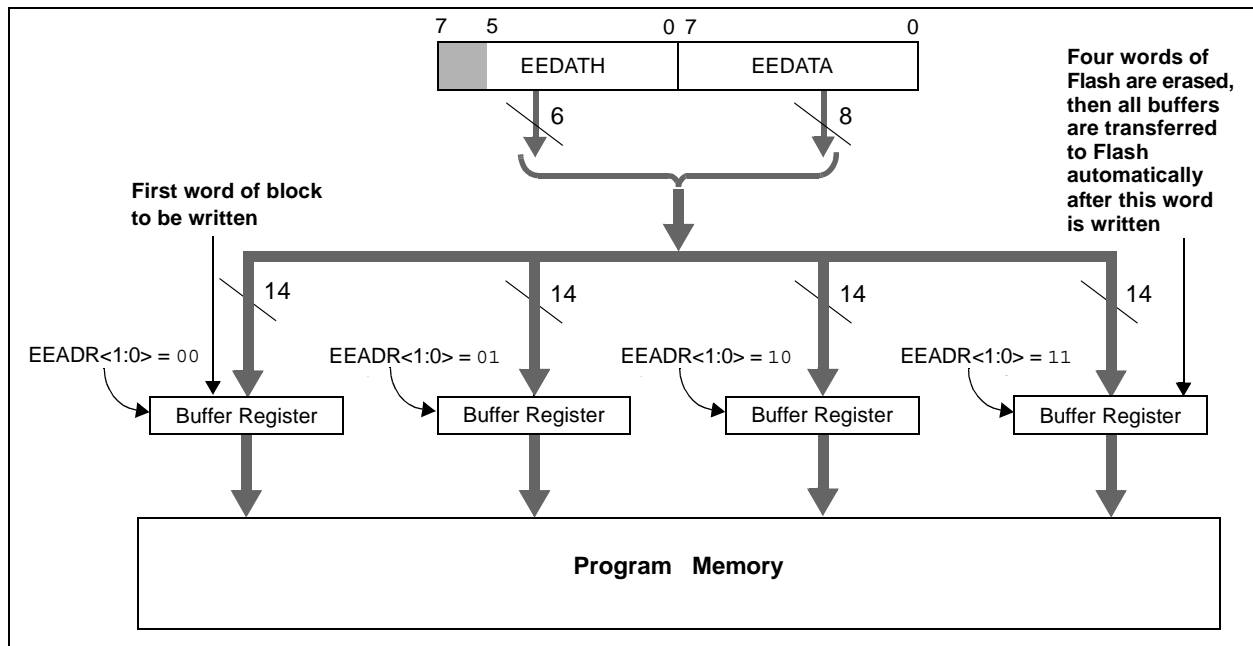 7 5 0 7 0
EEDATH EEDATA
6 8
Four words of
Flash are erased,
then all buffers
are transferred
to Flash
automatically
after this word
is written
First word of block
to be written
14 14 14 14
EEADR<1:0> = 00 EEADR<1:0> = 01 EEADR<1:0> = 10 EEADR<1:0> = 11
Buffer Register Buffer Register Buffer Register Buffer Register
Program Memory